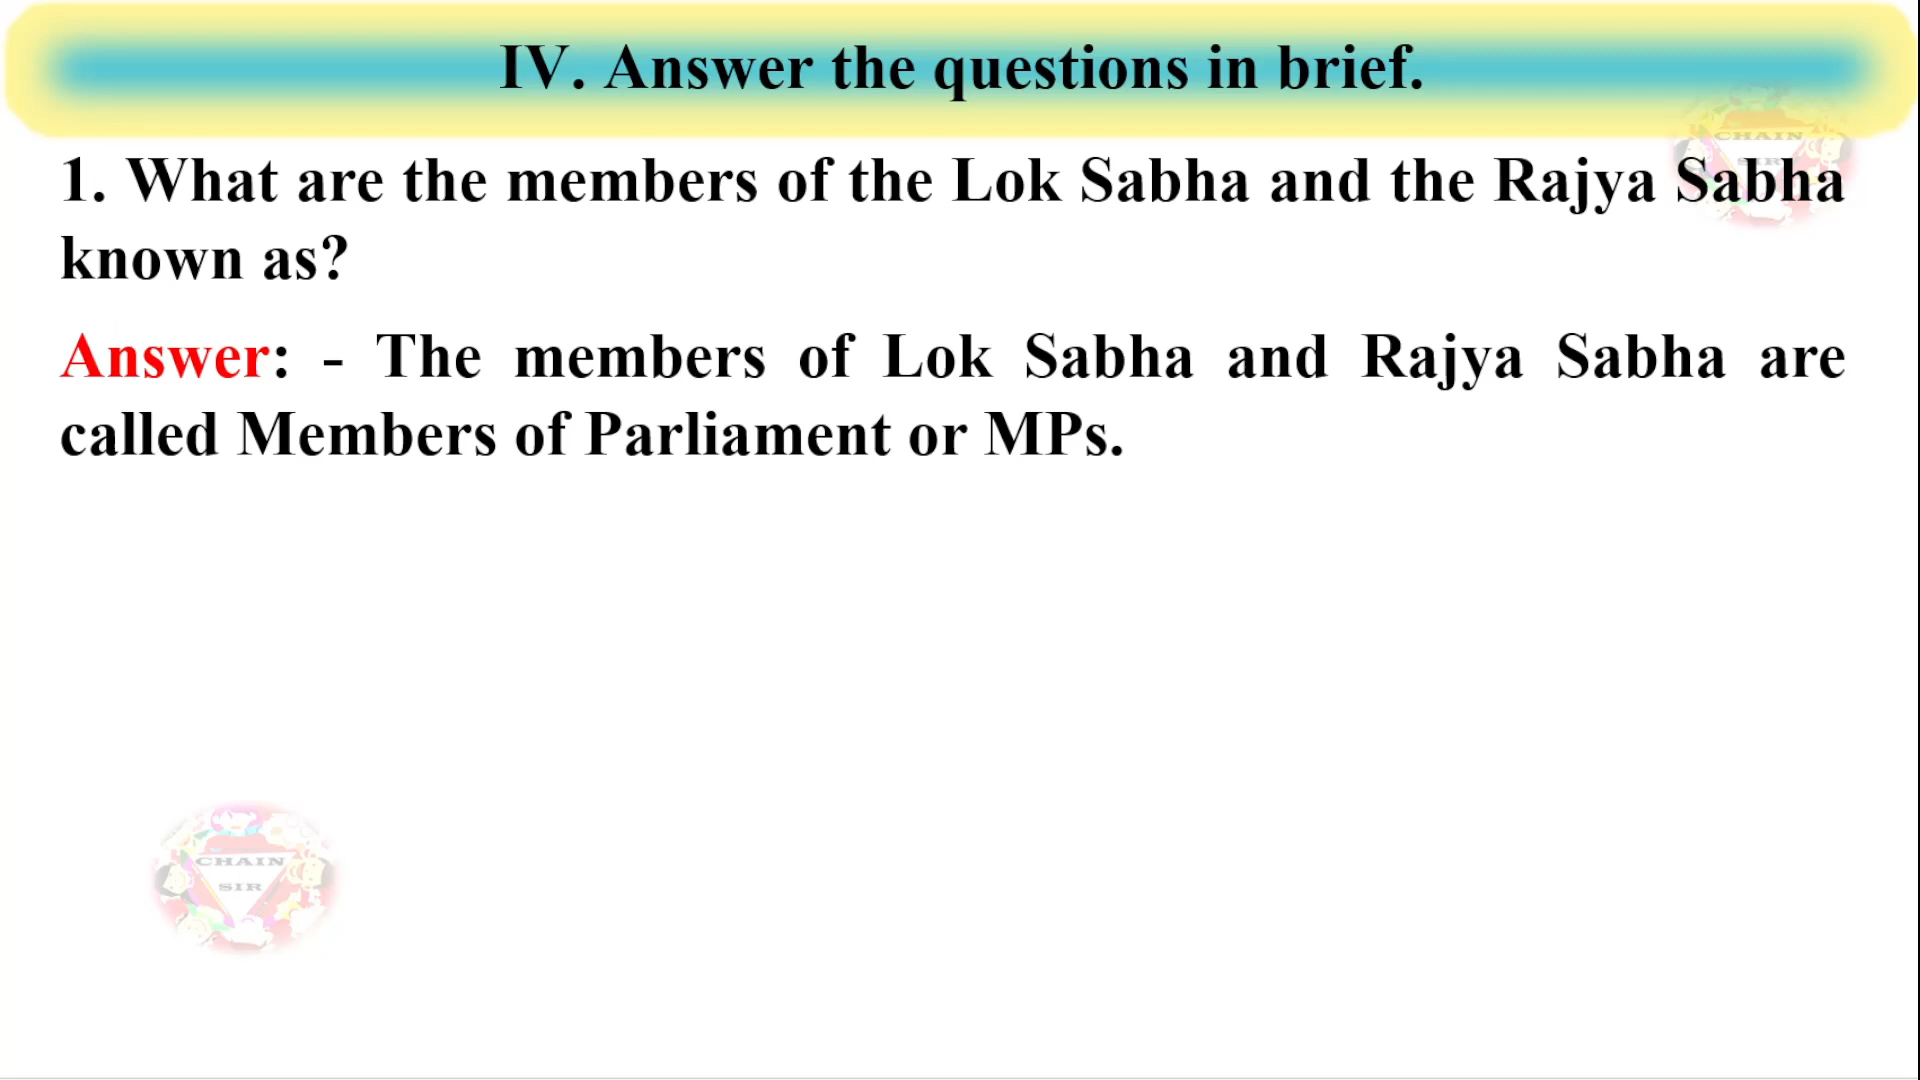 IV. Answer the questions in brief.
CHAIN
SIR
1. What are the members of the Lok Sabha and the Rajya Sabha
known as?
Answer: - The members of Lok Sabha and Rajya Sabha are
called Members of Parliament or MPs.
CHAIN
SIR